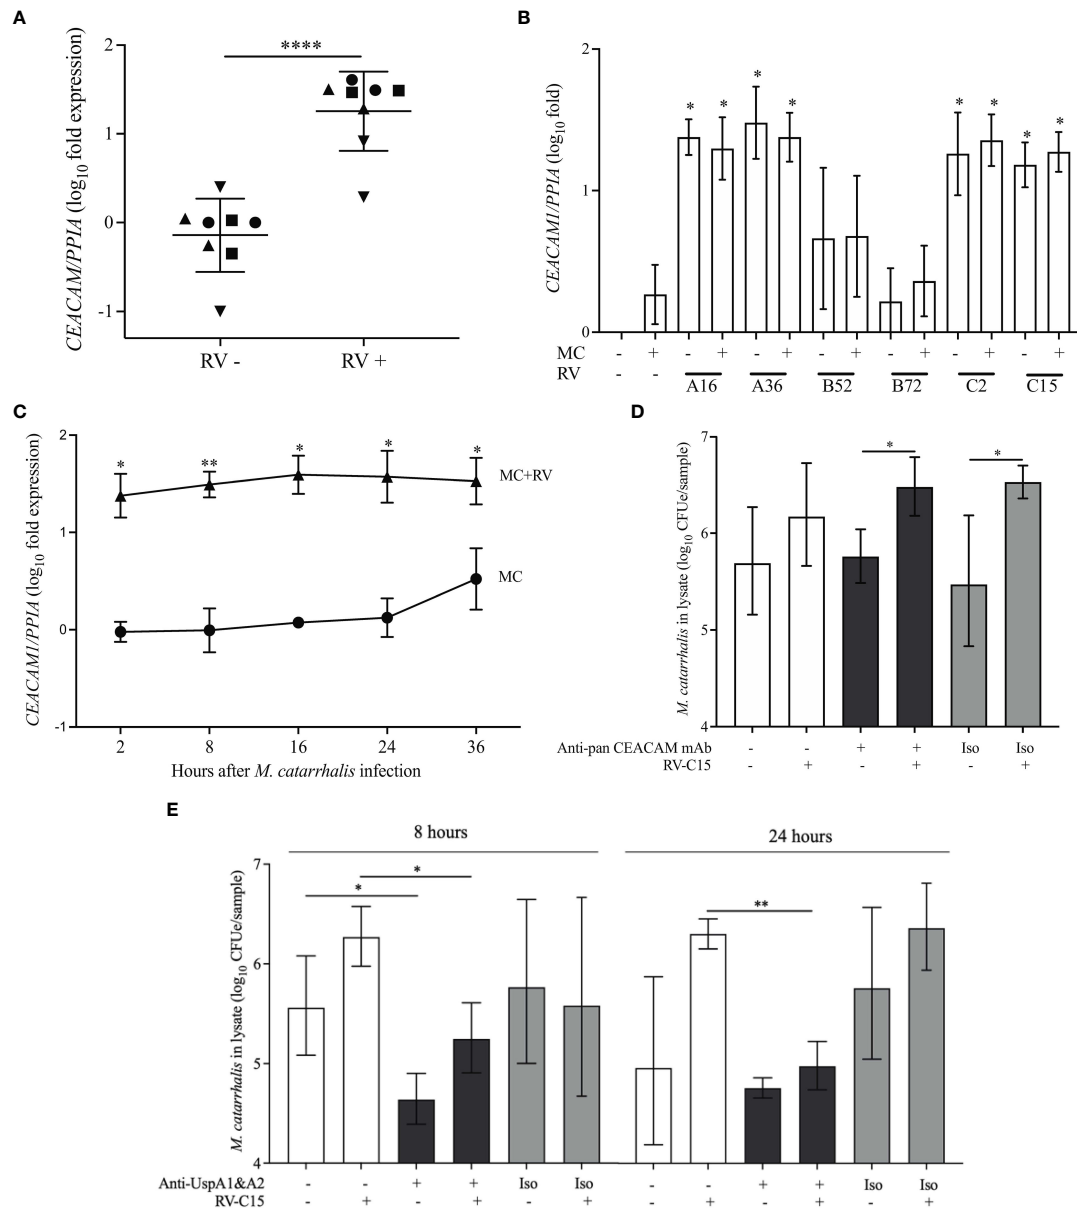 A
CEACAM/PPIA (log10 fold expression)
2
1
0
-1
****
RV - RV +
B
CEACAM1/PPIA (log10 fold)
2
1
0
* * * * * * * *
MC - + - + - + - + - + - + - +
RV - -
A16 A36 B52 B72 C2 C15
C
CEACAM1/PPIA (log10 fold expression)
2
1
0
-1
* ** * * *
MC+RV
MC
2 8 16 24 36
Hours after M. catarrhalis infection
D
M. catarrhalis in lysate (log10 CFUe/sample)
7
6
5
4
* *
Anti-pan CEACAM mAb - - + + Iso Iso
RV-C15 - + - + - +
E
8 hours 24 hours
M. catarrhalis in lysate (log10 CFUe/sample)
7
6
5
4
* * **
Anti-UspA1&A2 - - + + Iso Iso - - + + Iso Iso
RV-C15 - + - + - + - + - + - +